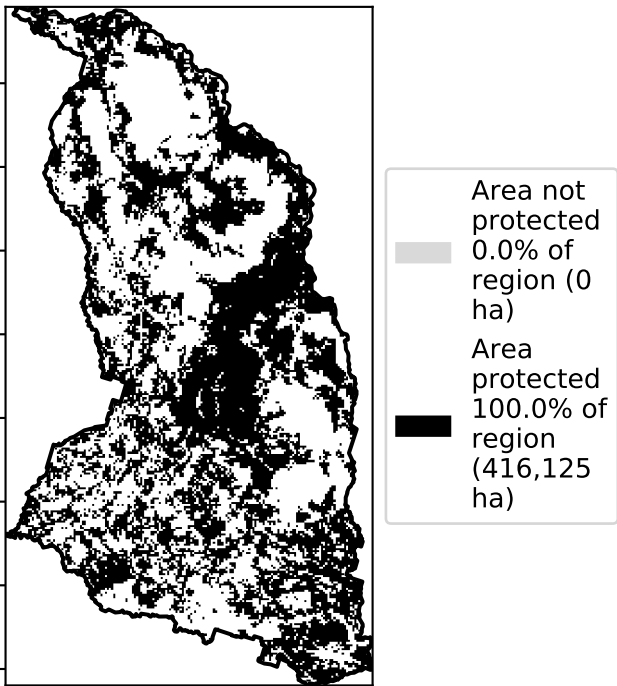 Area not
protected
0.0% of
region (0
ha)
Area
protected
100.0% of
region
(416,125
ha)